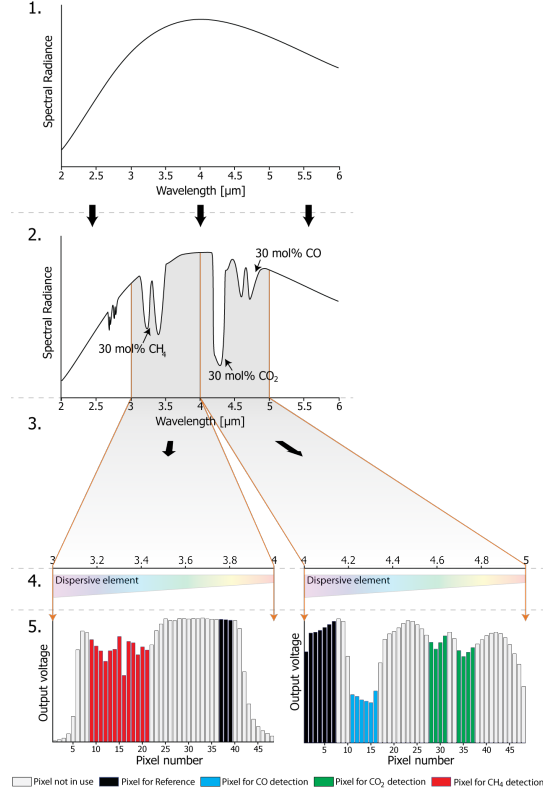 1.
Spectral Radiance
2 2.5 3 3.5 4 4.5 5 5.5 6
Wavelength [µm]
2.
Spectral Radiance
30 mol% CO
30 mol% CH4
30 mol% CO2
2 2.5 3 3.5 4 4.5 5 5.5 6
Wavelength [µm]
3.
3 3.2 3.4 3.6 3.8 4
4 4.2 4.4 4.6 4.8 5
4.
Dispersive element
Dispersive element
5.
Output voltage
5 10 15 20 25 30 35 40 45
Pixel number
Output voltage
5 10 15 20 25 30 35 40 45
Pixel number
Pixel not in use
Pixel for Reference
Pixel for CO detection
Pixel for CO2 detection
Pixel for CH4 detection